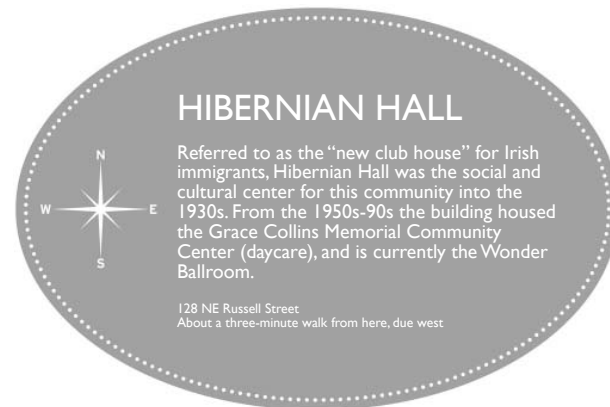 HIBERNIAN HALL
Referred to as the “new club house” for Irish
immigrants, Hibernian Hall was the social and
cultural center for this community into the
1930s. From the 1950s-90s the building housed
the Grace Collins Memorial Community
Center (daycare), and is currently the Wonder
Ballroom.
N
W E
S
128 NE Russell Street
About a three-minute walk from here, due west